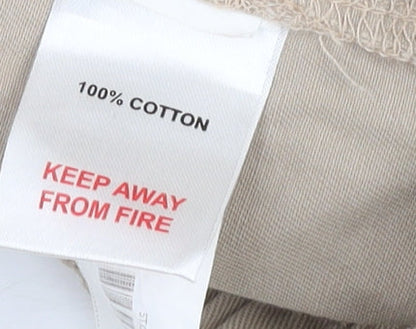 100% COTTON
KEEP AWAY
FROM FIRE